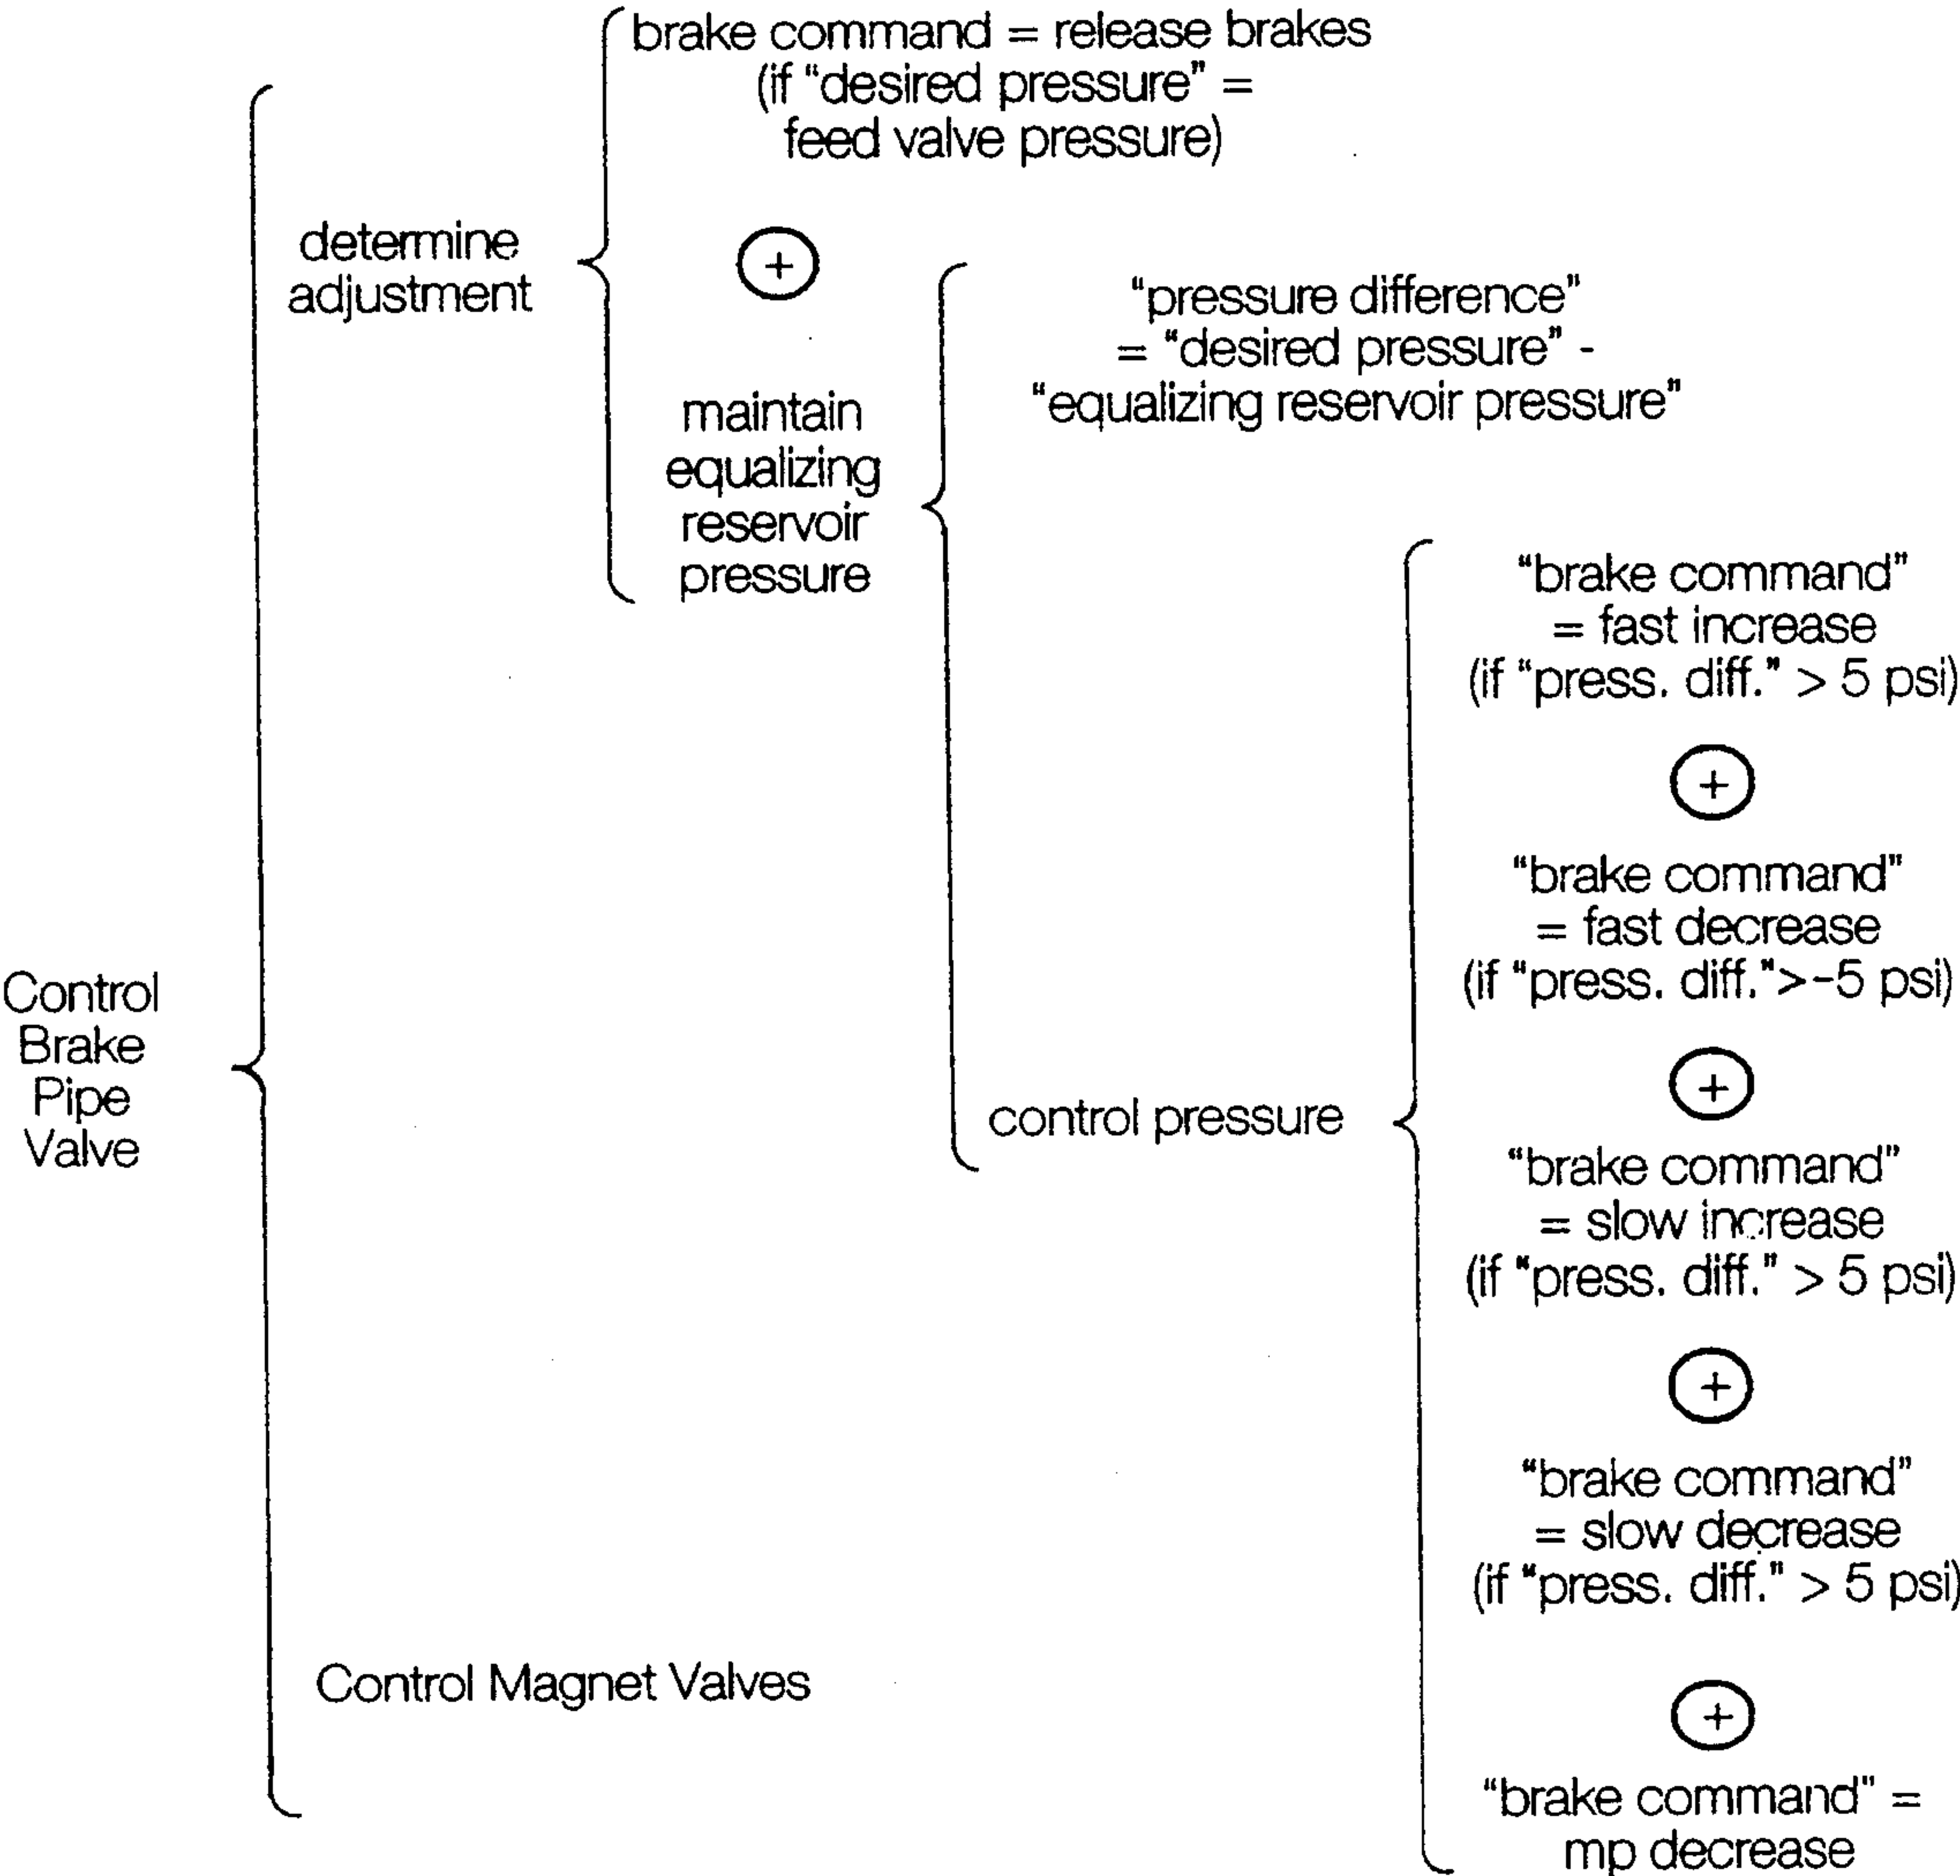 brake command = release brakes
(if “desired pressure” =
feed valve pressure)
determine
adjustment
+
“pressure difference”
= “desired pressure” -
“equalizing reservoir pressure”
maintain
equalizing
reservoir
pressure
“brake command”
= fast increase
(if “press. diff.” > 5 psi)
+
“brake command”
= fast decrease
(if “press. diff.”>-5 psi)
Control
Brake
Pipe
Valve
+
control pressure
“brake command”
= slow increase
(if “press. diff.” > 5 psi)
+
“brake command”
= slow decrease
(if “press. diff.” > 5 psi)
Control Magnet Valves
+
“brake command” =
mp decrease